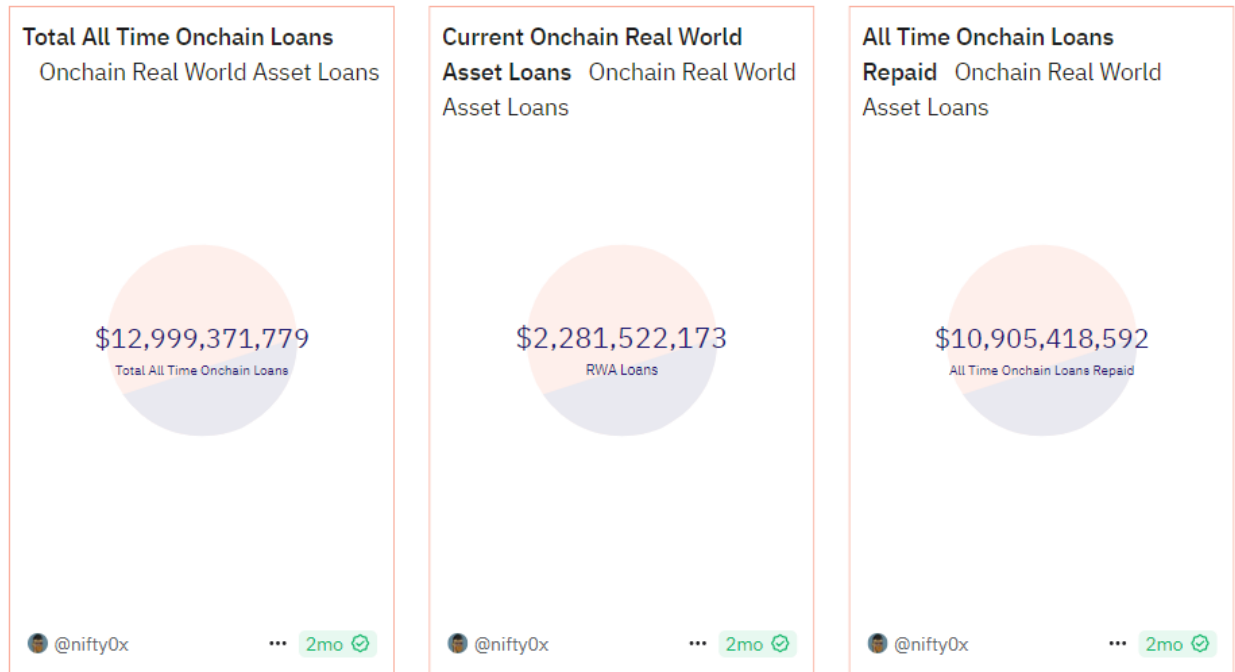 Total All Time Onchain Loans
Onchain Real World Asset Loans
$12,999,371,779
Total All Time Onchain Loans
@nifty0x
2mo
Current Onchain Real World
Asset Loans Onchain Real World
Asset Loans
$2,281,522,173
RWA Loans
@nifty0x
2mo
All Time Onchain Loans
Repaid Onchain Real World
Asset Loans
$10,905,418,592
All Time Onchain Loans Repaid
@nifty0x
2mo